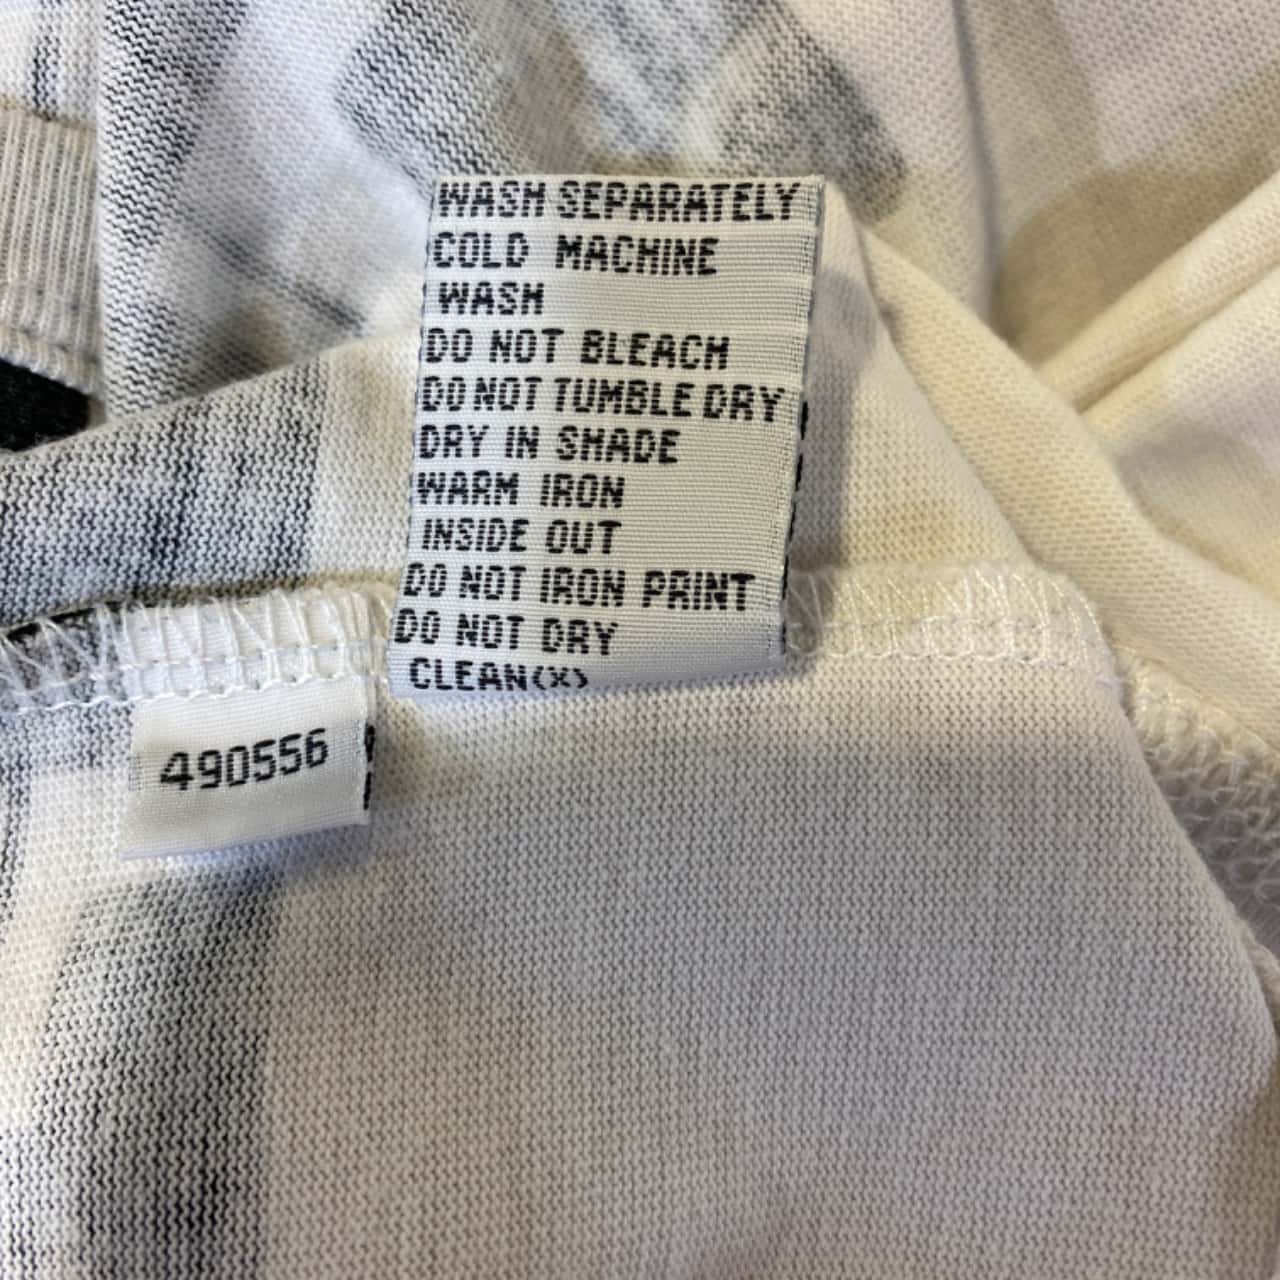 WASH SEPARATELY
COLD MACHINE
WASH
DO NOT BLEACH
DO NOT TUMBLE DRY
DRY IN SHADE
WARM IRON
INSIDE OUT
DO NOT IRON PRINT
DO NOT DRY
CLEAN(X)
490556